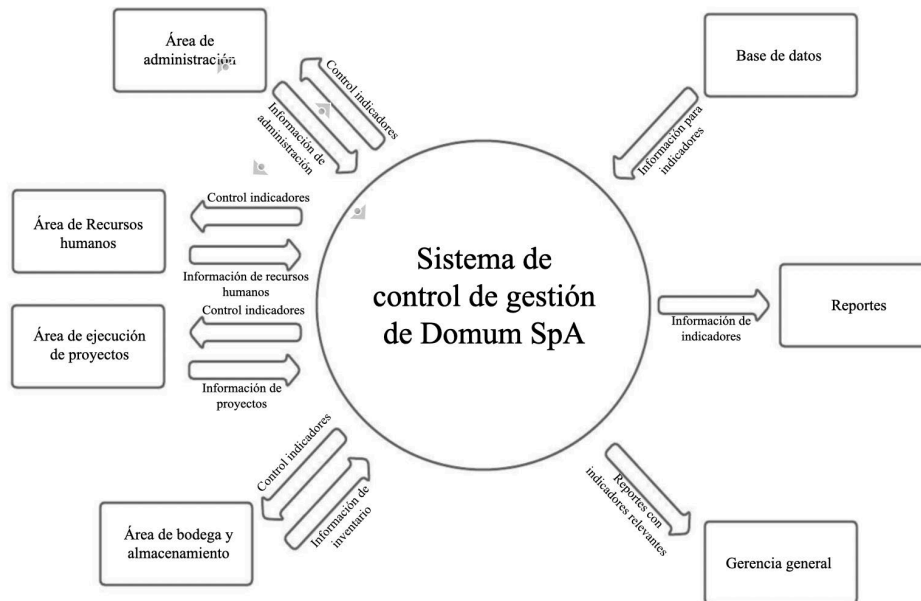 Área de
administración
Control indicadores
Información de
administración
Base de datos
Información para
indicadores
Área de Recursos
humanos
Control indicadores
Información de recursos
humanos
Sistema de
control de gestión
de Domum SpA
Información de
indicadores
Reportes
Área de ejecución
de proyectos
Control indicadores
Información de
proyectos
Área de bodega y
almacenamiento
Control indicadores
Información de
inventario
Reportes con
indicadores relevantes
Gerencia general